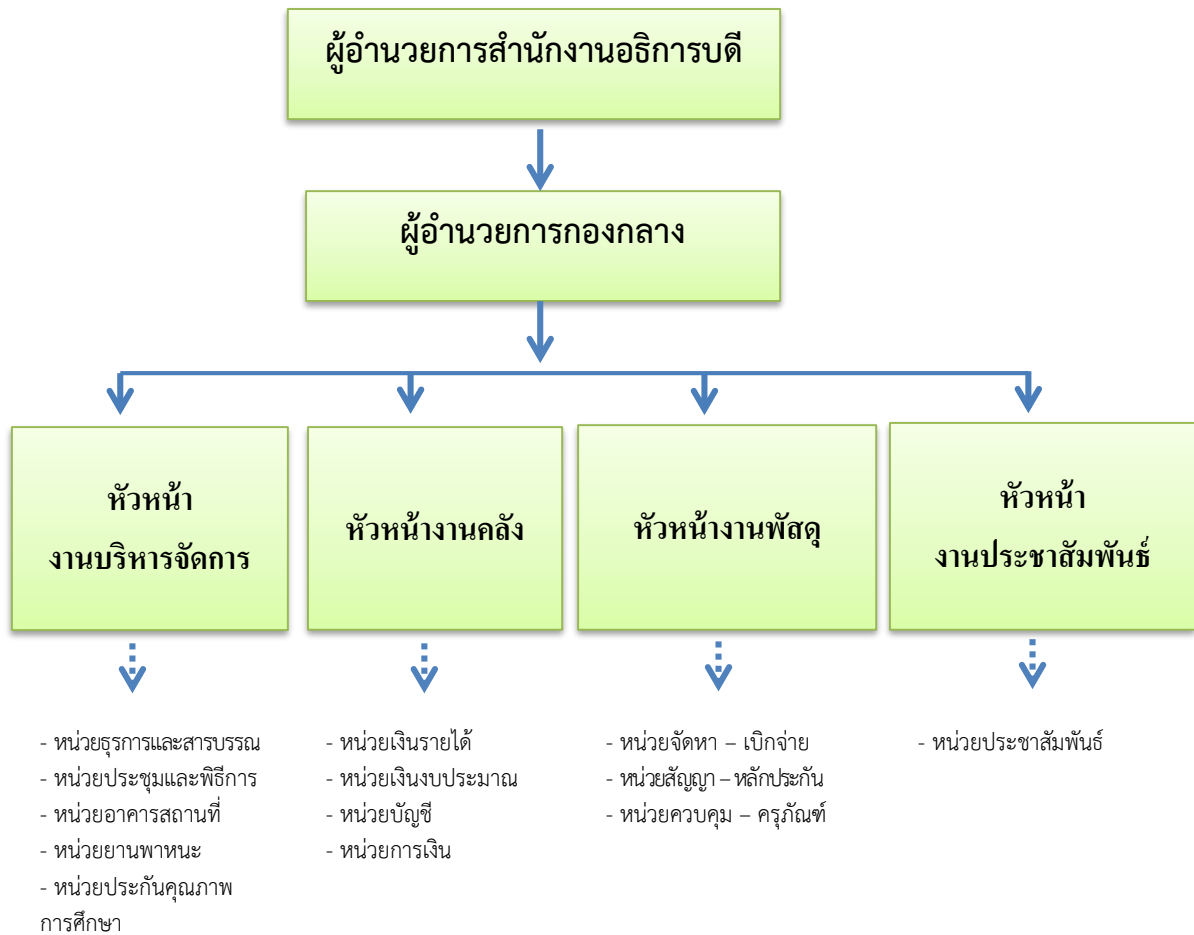 ผู้อำนวยการสำนักงานอธิการบดี
ผู้อำนวยการกองกลาง
หัวหน้า
งานบริหารจัดการ
หัวหน้างานคลัง
หัวหน้างานพัสดุ
หัวหน้า
งานประชาสัมพันธ์
- หน่วยธุรการและสารบรรณ
- หน่วยประชุมและพิธีการ
- หน่วยอาคารสถานที่
- หน่วยยานพาหนะ
- หน่วยประกันคุณภาพ
การศึกษา
- หน่วยเงินรายได้
- หน่วยเงินงบประมาณ
- หน่วยบัญชี
- หน่วยการเงิน
- หน่วยจัดหา – เบิกจ่าย
- หน่วยสัญญา – หลักประกัน
- หน่วยควบคุม – ครุภัณฑ์
- หน่วยประชาสัมพันธ์